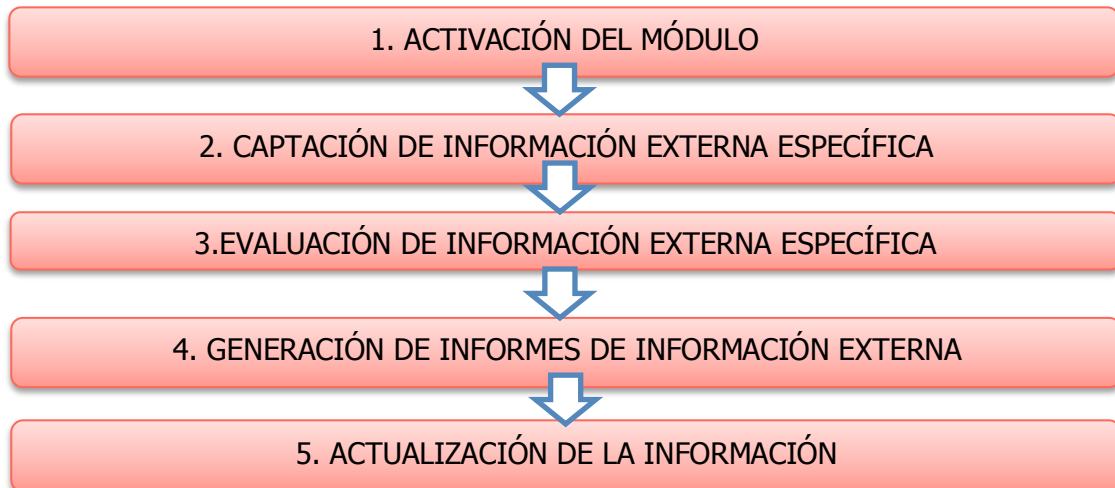 1. ACTIVACIÓN DEL MÓDULO
2. CAPTACIÓN DE INFORMACIÓN EXTERNA ESPECÍFICA
3.EVALUACIÓN DE INFORMACIÓN EXTERNA ESPECÍFICA
4. GENERACIÓN DE INFORMES DE INFORMACIÓN EXTERNA
5. ACTUALIZACIÓN DE LA INFORMACIÓN